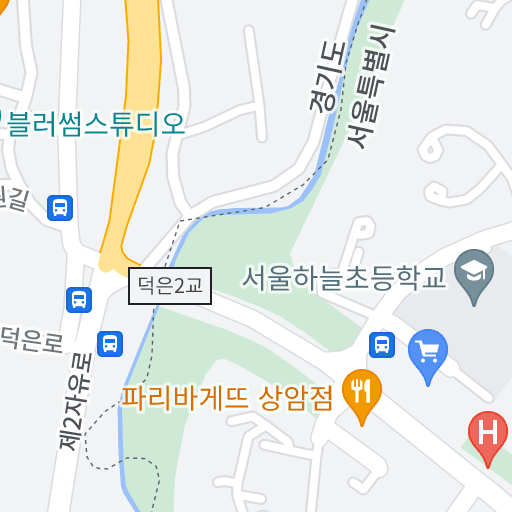 경기도
서울특별시
블러썸스튜디오
원길
서울하늘초등학교
덕은2교
덕은로
제2자유로
파리바게뜨 상암점
H